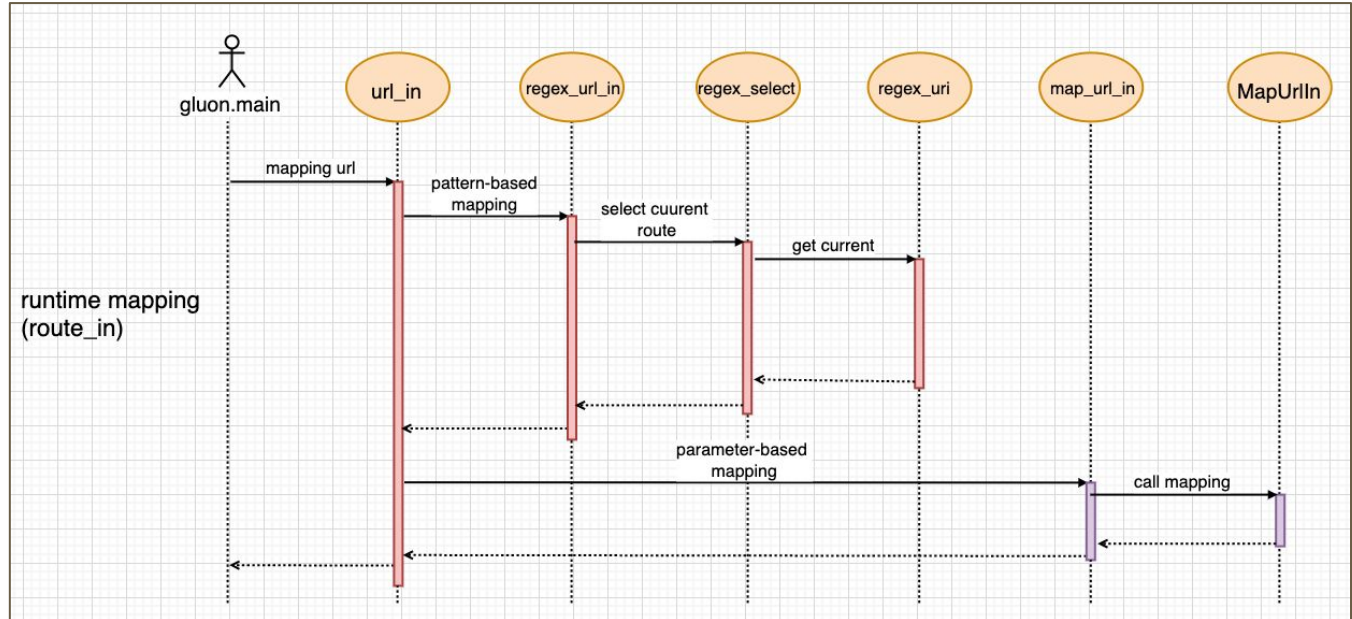 gluon.main
url_in
regex_url_in
regex_select
regex_uri
map_url_in
MapUrlIn
mapping url
pattern-based
mapping
select cuurent
route
get current
runtime mapping
(route_in)
parameter-based
mapping
call mapping